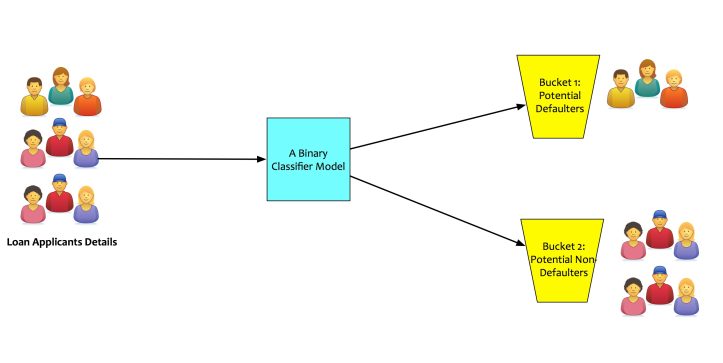 Bucket 1:
Potential
Defaulters
A Binary
Classifier Model
Loan Applicants Details
Bucket 2:
Potential Non-
Defaulters